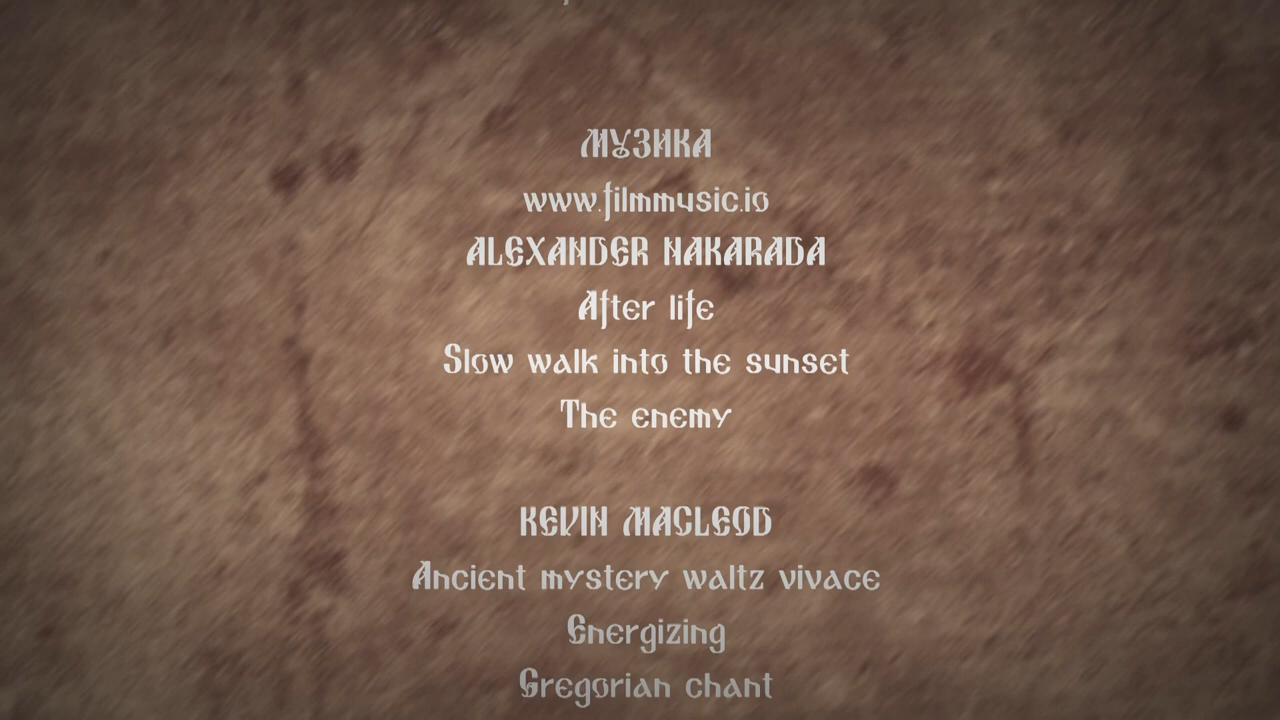 МУЗИКА
www.filmmusic.io
ALEXANDER NAKARADA
After life
Slow walk into the sunset
The enemy
KEVIN MACLEOD
Ancient mystery waltz vivace
Energizing
Gregorian chant